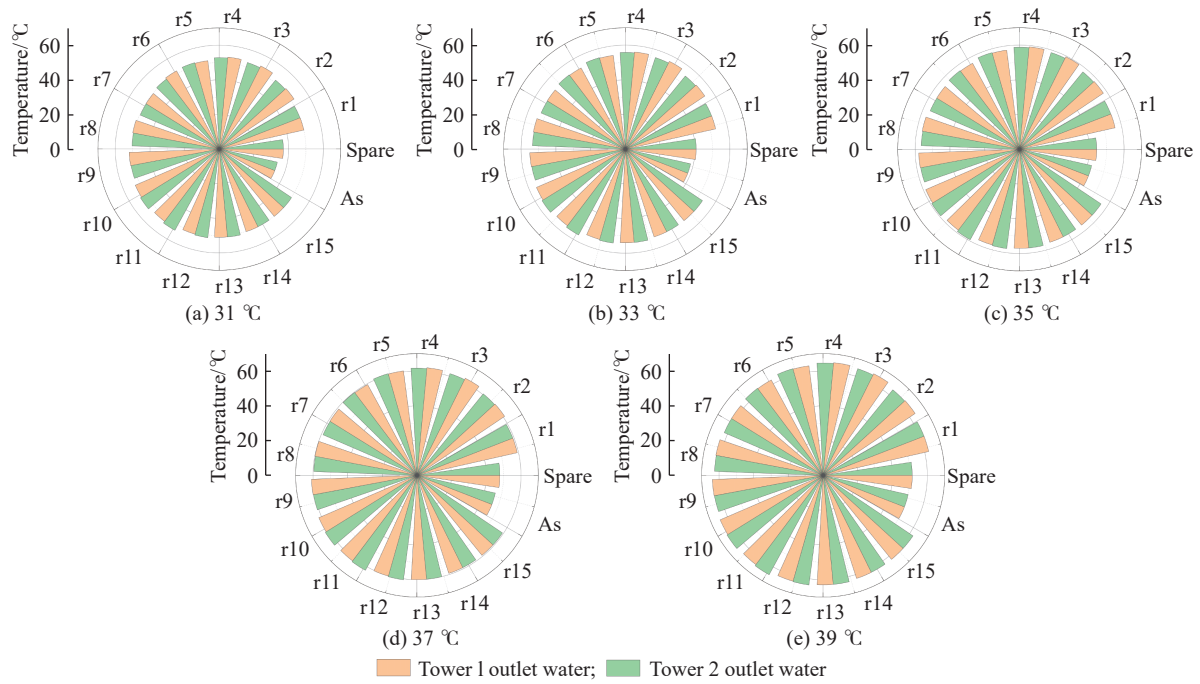 Temperature/℃
60
40
20
0
r4
r3
r2
r1
Spare
As
r15
r14
r13
r12
r11
r10
r9
r8
r7
r6
r5
(a) 31 ℃
Temperature/℃
60
40
20
0
r4
r3
r2
r1
Spare
As
r15
r14
r13
r12
r11
r10
r9
r8
r7
r6
r5
(b) 33 ℃
Temperature/℃
60
40
20
0
r4
r3
r2
r1
Spare
As
r15
r14
r13
r12
r11
r10
r9
r8
r7
r6
r5
(c) 35 ℃
Temperature/℃
60
40
20
0
r4
r3
r2
r1
Spare
As
r15
r14
r13
r12
r11
r10
r9
r8
r7
r6
r5
(d) 37 ℃
Temperature/℃
60
40
20
0
r4
r3
r2
r1
Spare
As
r15
r14
r13
r12
r11
r10
r9
r8
r7
r6
r5
(e) 39 ℃
Tower 1 outlet water; Tower 2 outlet water